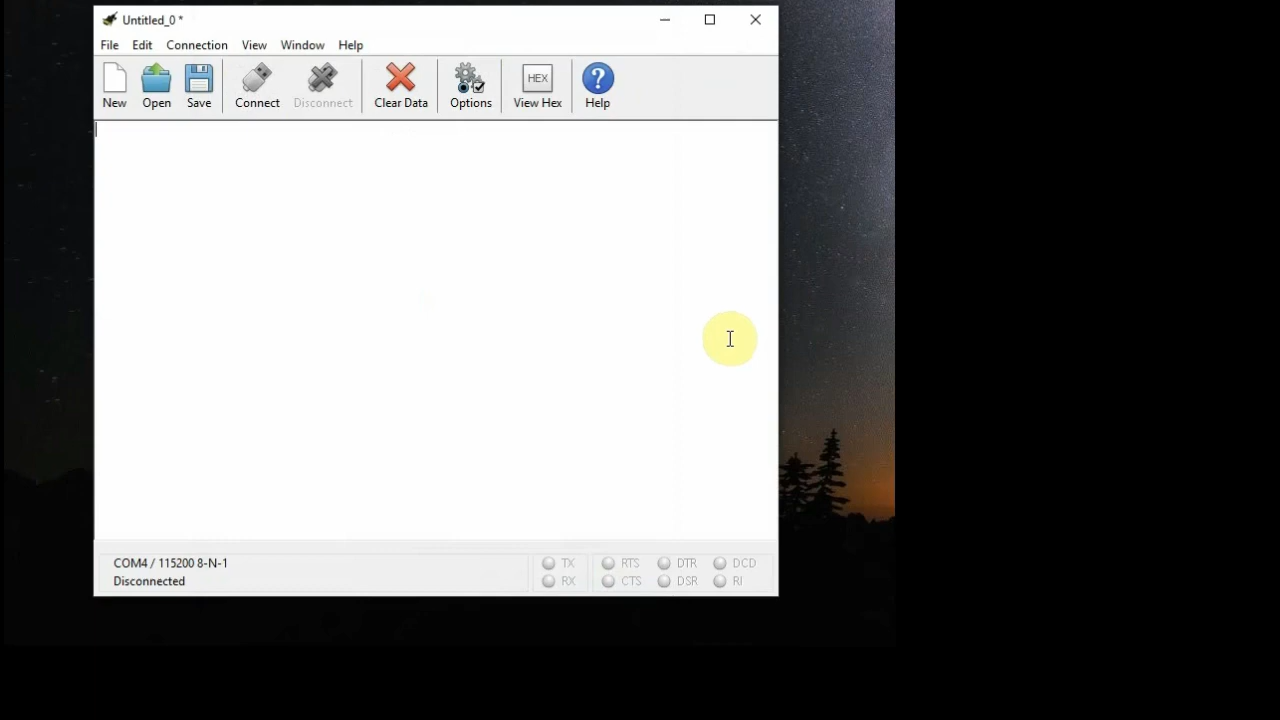 Untitled_0 *
File Edit Connection View Window Help
HEX
New Open Save Connect Disconnect Clear Data Options View Hex Help
COM4 / 115200 8-N-1 TX RTS DTR DCD
Disconnected RX CTS DSR RI